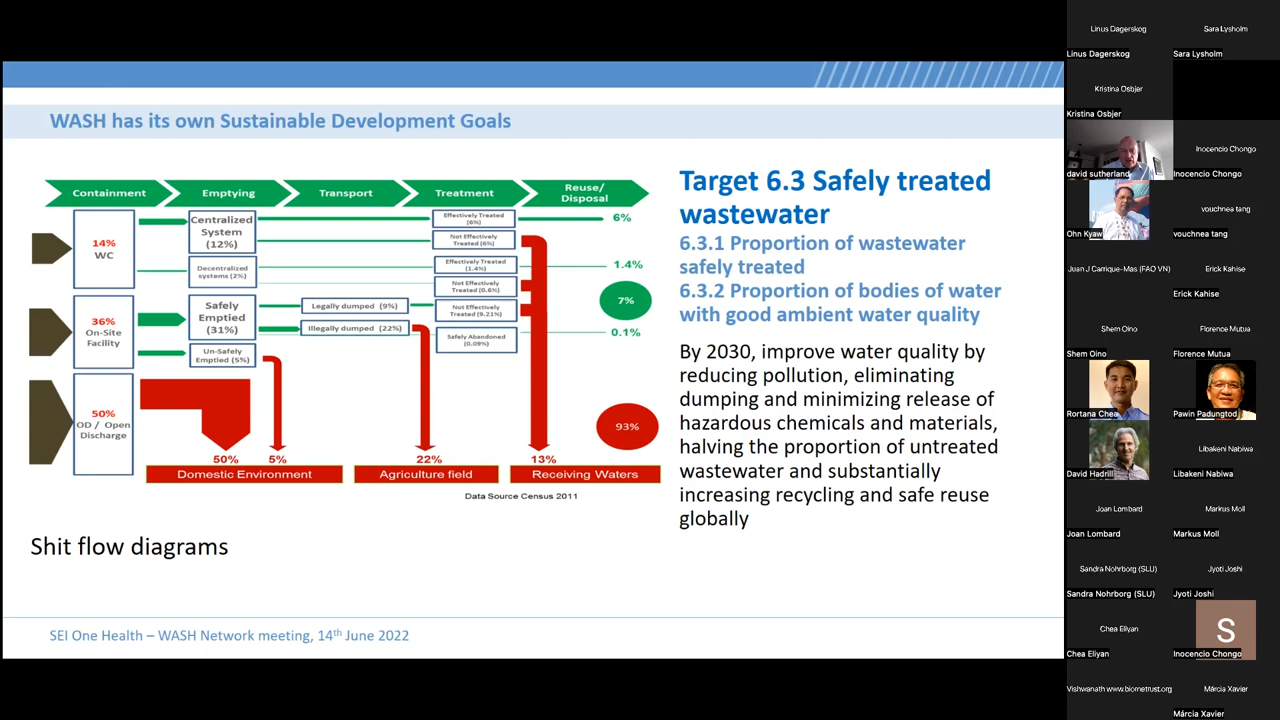 WASH has its own Sustainable Development Goals
Containment
Emptying
Transport
Treatment
Reuse/
Disposal
14%
WC
36%
On-Site
Facility
50%
OD / Open
Discharge
Centralized
System
(12%)
Decentralized
systems (2%)
Safely
Emptied
(31%)
Un-Safely
Emptied (5%)
Legally dumped (9%)
Illegally dumped (22%)
Effectively Treated
(6%)
Not Effectively
Treated (6%)
Effectively Treated
(1.4%)
Not Effectively
Treated (0.6%)
Not Effectively
Treated (9.21%)
Safely Abandoned
(0,09%)
6%
1.4%
7%
0.1%
93%
50%
5%
22%
13%
Domestic Environment
Agriculture field
Receiving Waters
Data Source Census 2011
Shit flow diagrams
Target 6.3 Safely treated
wastewater
6.3.1 Proportion of wastewater
safely treated
6.3.2 Proportion of bodies of water
with good ambient water quality
By 2030, improve water quality by
reducing pollution, eliminating
dumping and minimizing release of
hazardous chemicals and materials,
halving the proportion of untreated
wastewater and substantially
increasing recycling and safe reuse
globally
SEI One Health – WASH Network meeting, 14th June 2022
Linus Dagerskog
Linus Dagerskog
Sara Lysholm
Sara Lysholm
Kristina Osbjer
Kristina Osbjer
david sutherland
Inocencio Chongo
Inocencio Chongo
Ohn Kyaw
vouchnea tang
vouchnea tang
Juan J Carrique-Mas (FAO VN)
Erick Kahise
Erick Kahise
Shem Oino
Shem Oino
Florence Mutua
Florence Mutua
Rortana Chea
Pawin Padungtod
David Hadrill
Libakeni Nabiwa
Libakeni Nabiwa
Joan Lombard
Joan Lombard
Markus Moll
Markus Moll
Sandra Nohrborg (SLU)
Sandra Nohrborg (SLU)
Jyoti Joshi
Jyoti Joshi
Chea Eliyan
Chea Eliyan
S
Inocencio Chongo
Vishwanath www.biometrust.org
Márcia Xavier
Márcia Xavier